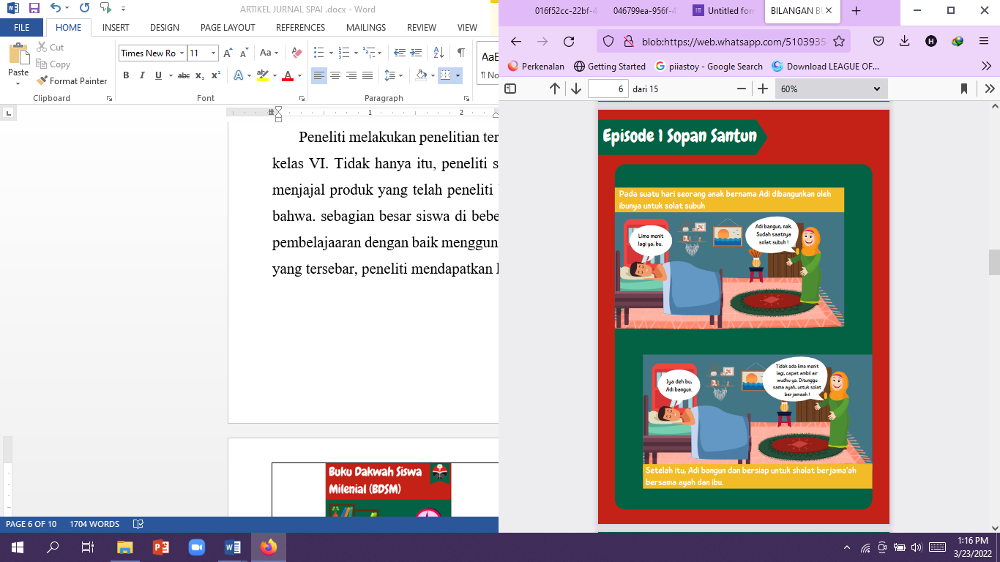 ARTIKEL JURNAL SPAI .docx - Word
FILE
HOME
INSERT
DESIGN
PAGE LAYOUT
REFERENCES
MAILINGS
REVIEW
VIEW
Paste
Cut
Copy
Format Painter
Clipboard
Times New Ro
11
Font
Paragraph
1
2
Peneliti melakukan penelitian ter
kelas VI. Tidak hanya itu, peneliti s
menjajal produk yang telah peneliti
bahwa. sebagian besar siswa di bebe
pembelajaaran dengan baik menggun
yang tersebar, peneliti mendapatkan
Buku Dakwah Siswa
Milenial (BDSM)
PAGE 6 OF 10
1704 WORDS
016f52cc-22bf-4
046799ea-956f-4
Untitled for
BILANGAN BU
blob:https://web.whatsapp.com/5103935
Perkenalan
Getting Started
piiastoy - Google Search
Download LEAGUE OF...
6
dari 15
60%
Episode 1 Sopan Santun
Pada suatu hari seorang anak bernama Adi dibangunkan oleh
ibunya untuk solat subuh
Lima menit
lagi ya, bu.
Adi bangun, nak.
Sudah saatnya
solat subuh !
Iya deh bu,
Adi bangun.
Tidak ada lima menit
lagi, cepat ambil air
wudhu ya. Ditunggu
sama ayah, untuk solat
berjamaah !
Setelah itu, Adi bangun dan bersiap untuk shalat berjama'ah
bersama ayah dan ibu.
1:16 PM
3/23/2022